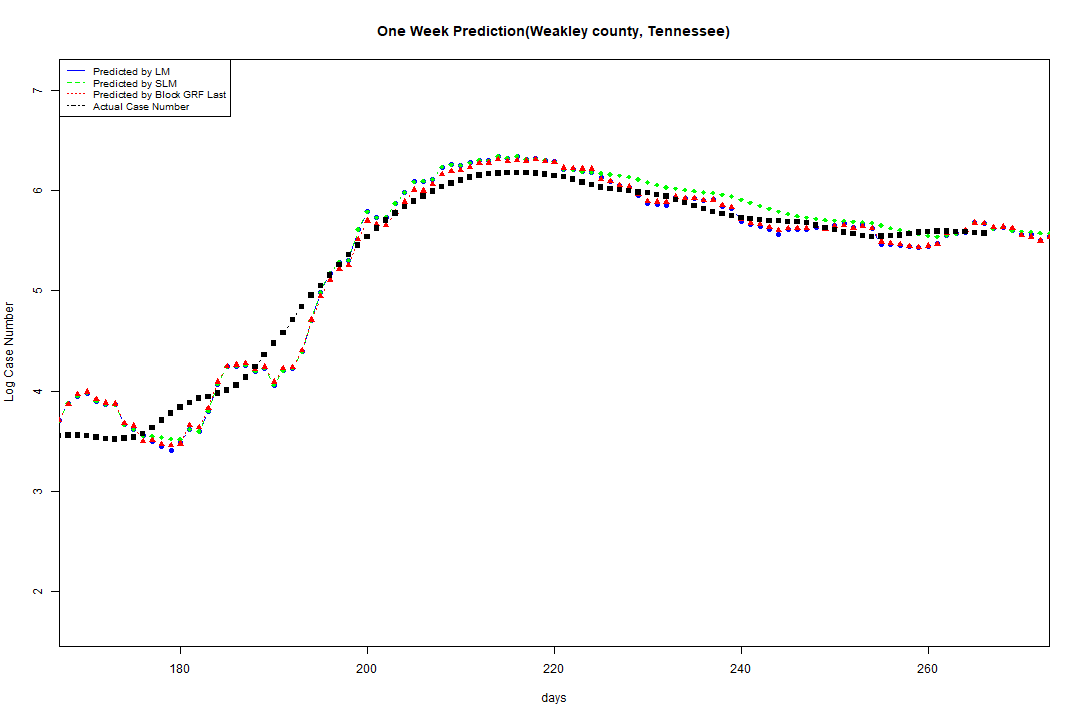 One Week Prediction(Weakley county, Tennessee)
Predicted by LM
Predicted by SLM
Predicted by Block GRF Last
Actual Case Number
7
6
5
4
3
2
Log Case Number
180 200 220 240 260
days